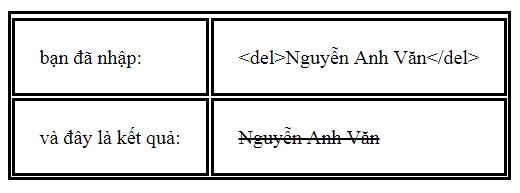 bạn đã nhập: <del>Nguyễn Anh Văn</del>
và đây là kết quả: Nguyễn Anh Văn